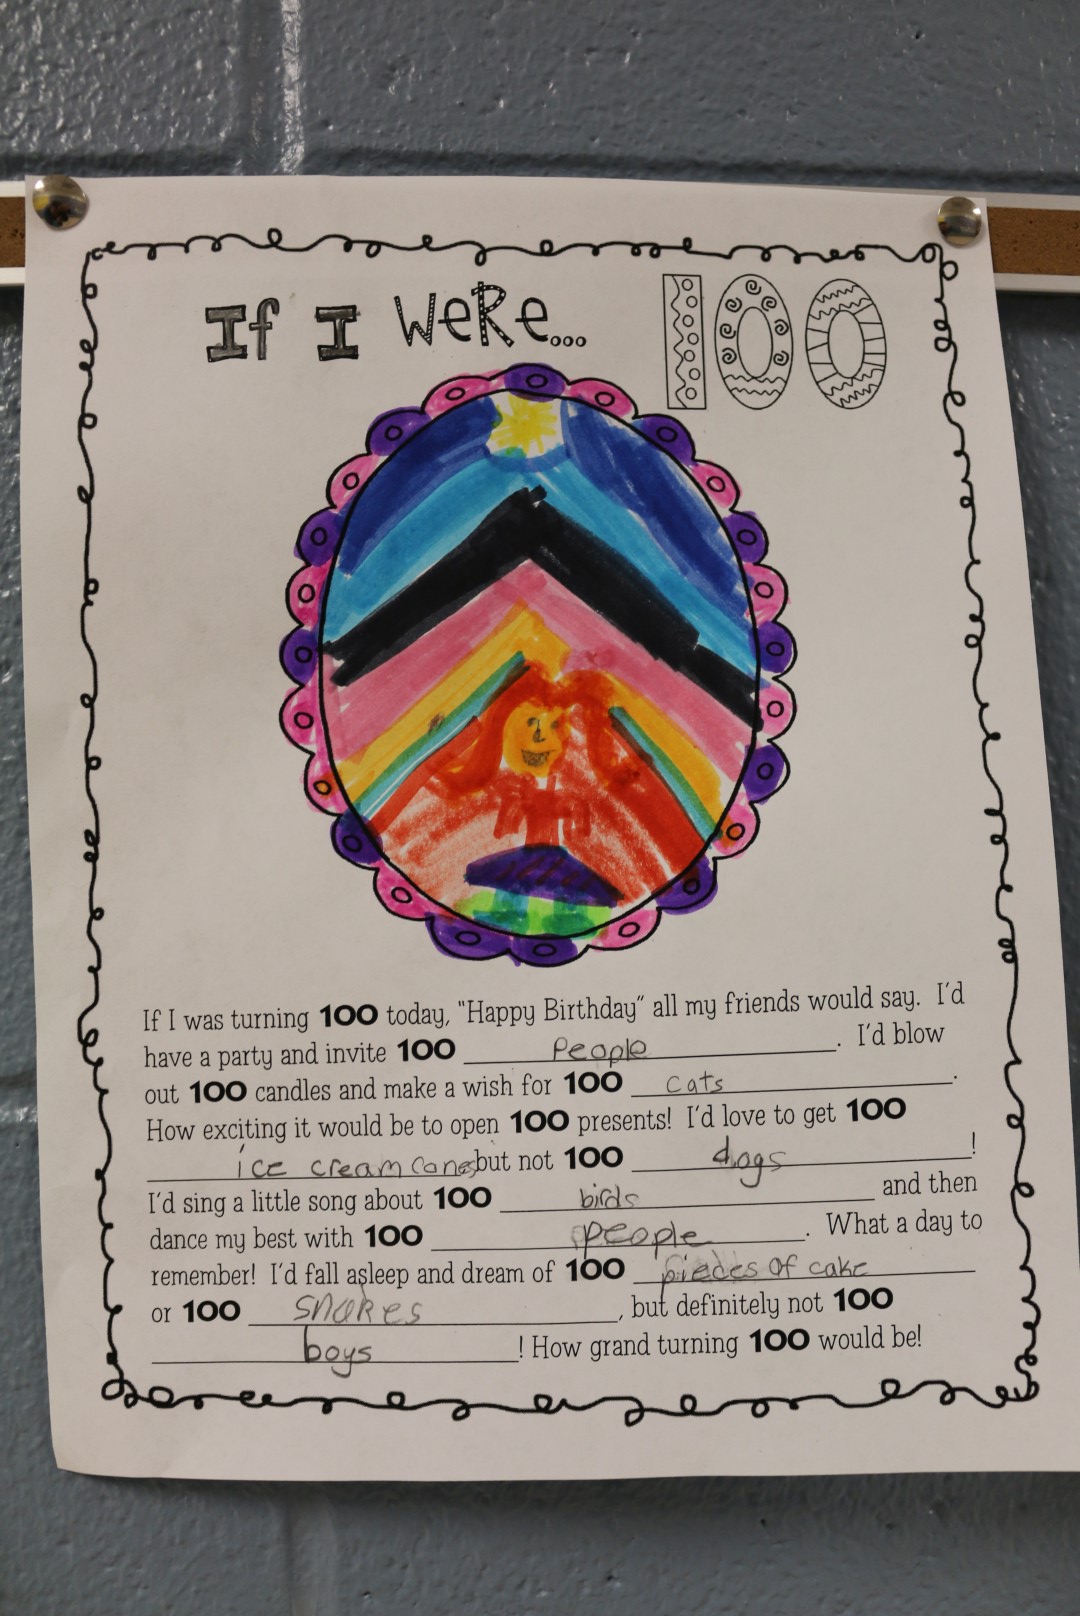 If I WeRe... 100
If I was turning 100 today, "Happy Birthday" all my friends would say. I'd
have a party and invite 100 People. I'd blow
out 100 candles and make a wish for 100 cats.
How exciting it would be to open 100 presents! I'd love to get 100
ice cream cones but not 100 dogs!
I'd sing a little song about 100 birds and then
dance my best with 100 people. What a day to
remember! I'd fall asleep and dream of 100 pieces of cake
or 100 snakes, but definitely not 100
boys! How grand turning 100 would be!